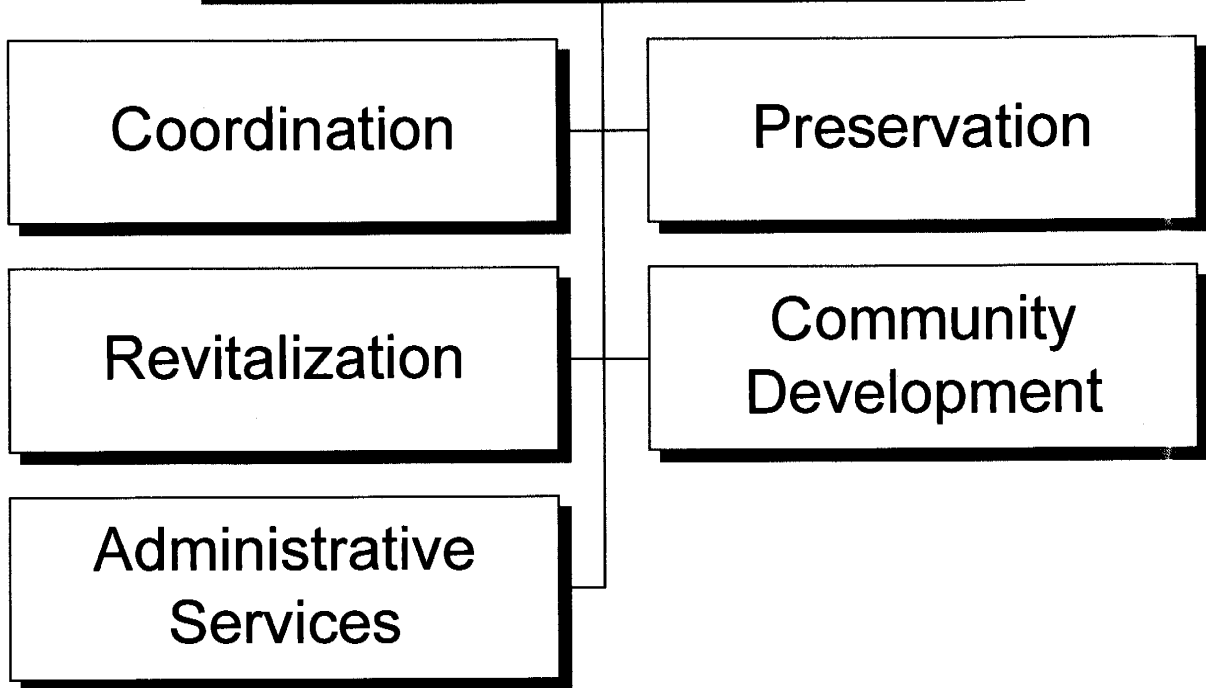 Coordination
Preservation
Revitalization
Community
Development
Administrative
Services